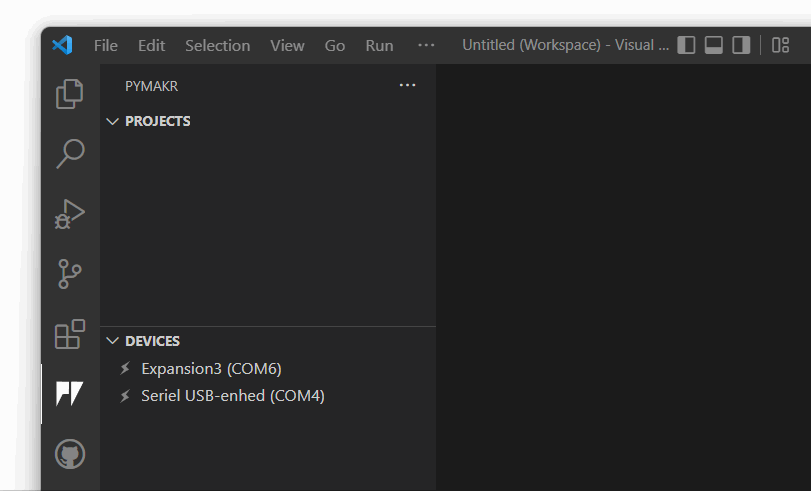 File Edit Selection View Go Run ··· Untitled (Workspace) - Visual ...
PYMAKR ···
PROJECTS
DEVICES
Expansion3 (COM6)
Seriel USB-enhed (COM4)